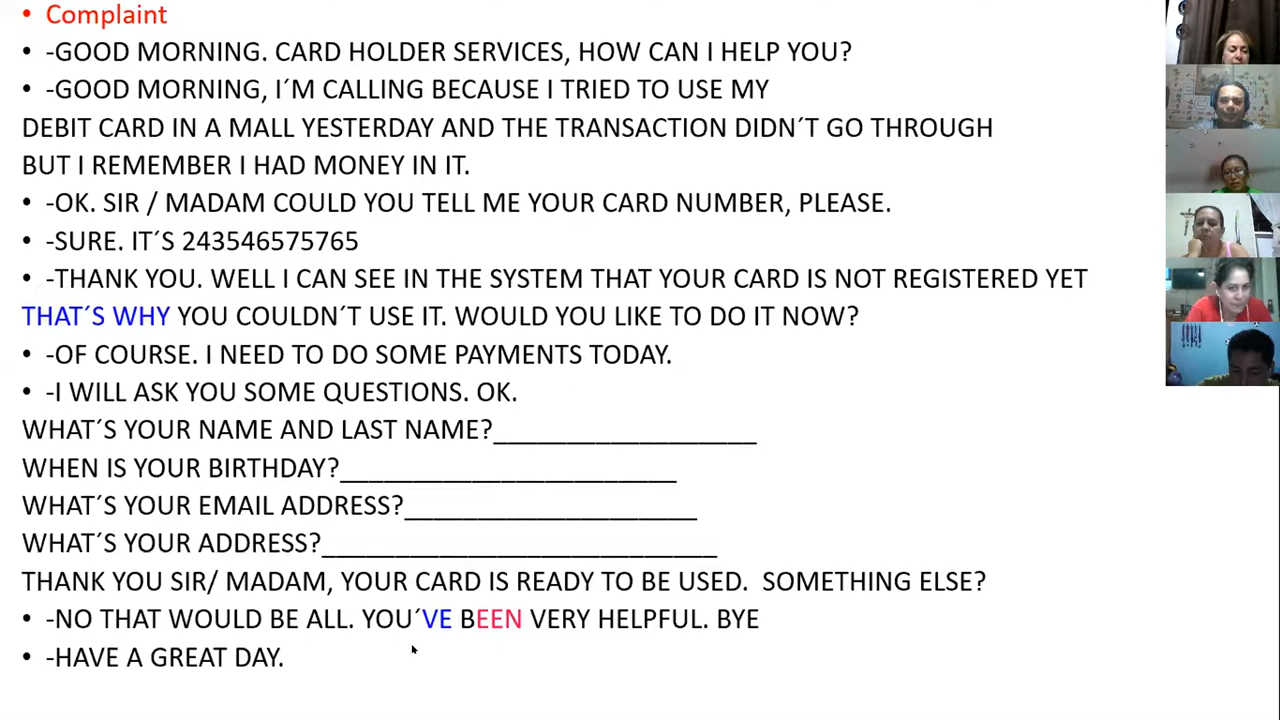 • Complaint
• -GOOD MORNING. CARD HOLDER SERVICES, HOW CAN I HELP YOU?
• -GOOD MORNING, I´M CALLING BECAUSE I TRIED TO USE MY
DEBIT CARD IN A MALL YESTERDAY AND THE TRANSACTION DIDN´T GO THROUGH
BUT I REMEMBER I HAD MONEY IN IT.
• -OK. SIR / MADAM COULD YOU TELL ME YOUR CARD NUMBER, PLEASE.
• -SURE. IT´S 243546575765
• -THANK YOU. WELL I CAN SEE IN THE SYSTEM THAT YOUR CARD IS NOT REGISTERED YET
THAT´S WHY YOU COULDN´T USE IT. WOULD YOU LIKE TO DO IT NOW?
• -OF COURSE. I NEED TO DO SOME PAYMENTS TODAY.
• -I WILL ASK YOU SOME QUESTIONS. OK.
WHAT´S YOUR NAME AND LAST NAME?___________________
WHEN IS YOUR BIRTHDAY?________________________
WHAT´S YOUR EMAIL ADDRESS?_____________________
WHAT´S YOUR ADDRESS?____________________________
THANK YOU SIR/ MADAM, YOUR CARD IS READY TO BE USED.  SOMETHING ELSE?
• -NO THAT WOULD BE ALL. YOU´VE BEEN VERY HELPFUL. BYE
• -HAVE A GREAT DAY.